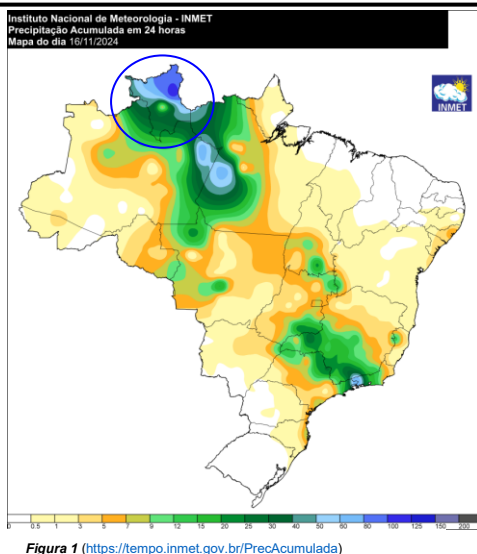 Instituto Nacional de Meteorologia - INMET
Precipitação Acumulada em 24 horas
Mapa do dia 16/11/2024
INMET
0 0.5 1 3 5 7 9 12 15 20 25 30 40 50 60 80 100 125 150 200
Figura 1 (https://tempo.inmet.gov.br/PrecAcumulada)